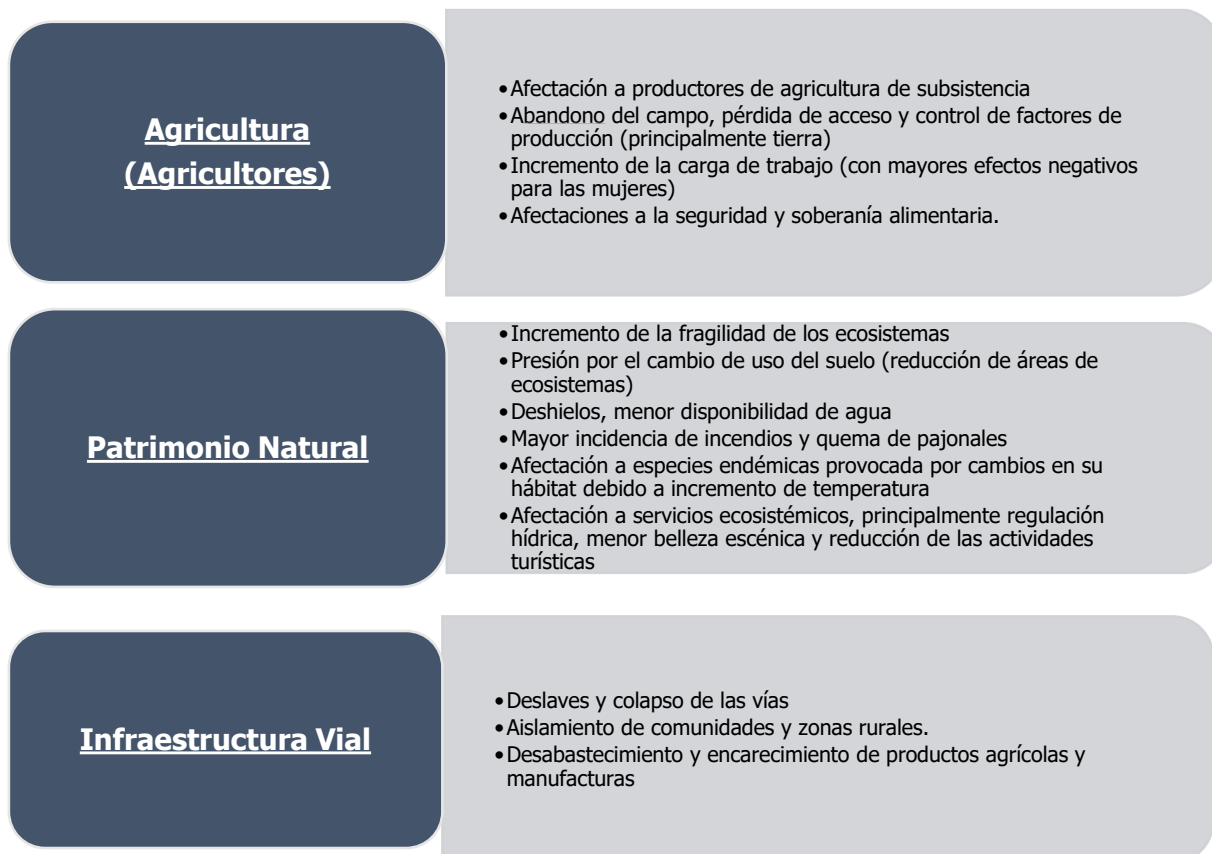 Agricultura
(Agricultores)
•Afectación a productores de agricultura de subsistencia
•Abandono del campo, pérdida de acceso y control de factores de
producción (principalmente tierra)
•Incremento de la carga de trabajo (con mayores efectos negativos
para las mujeres)
•Afectaciones a la seguridad y soberanía alimentaria.
Patrimonio Natural
•Incremento de la fragilidad de los ecosistemas
•Presión por el cambio de uso del suelo (reducción de áreas de
ecosistemas)
•Deshielos, menor disponibilidad de agua
•Mayor incidencia de incendios y quema de pajonales
•Afectación a especies endémicas provocada por cambios en su
hábitat debido a incremento de temperatura
•Afectación a servicios ecosistémicos, principalmente regulación
hídrica, menor belleza escénica y reducción de las actividades
turísticas
Infraestructura Vial
•Deslaves y colapso de las vías
•Aislamiento de comunidades y zonas rurales.
•Desabastecimiento y encarecimiento de productos agrícolas y
manufacturas